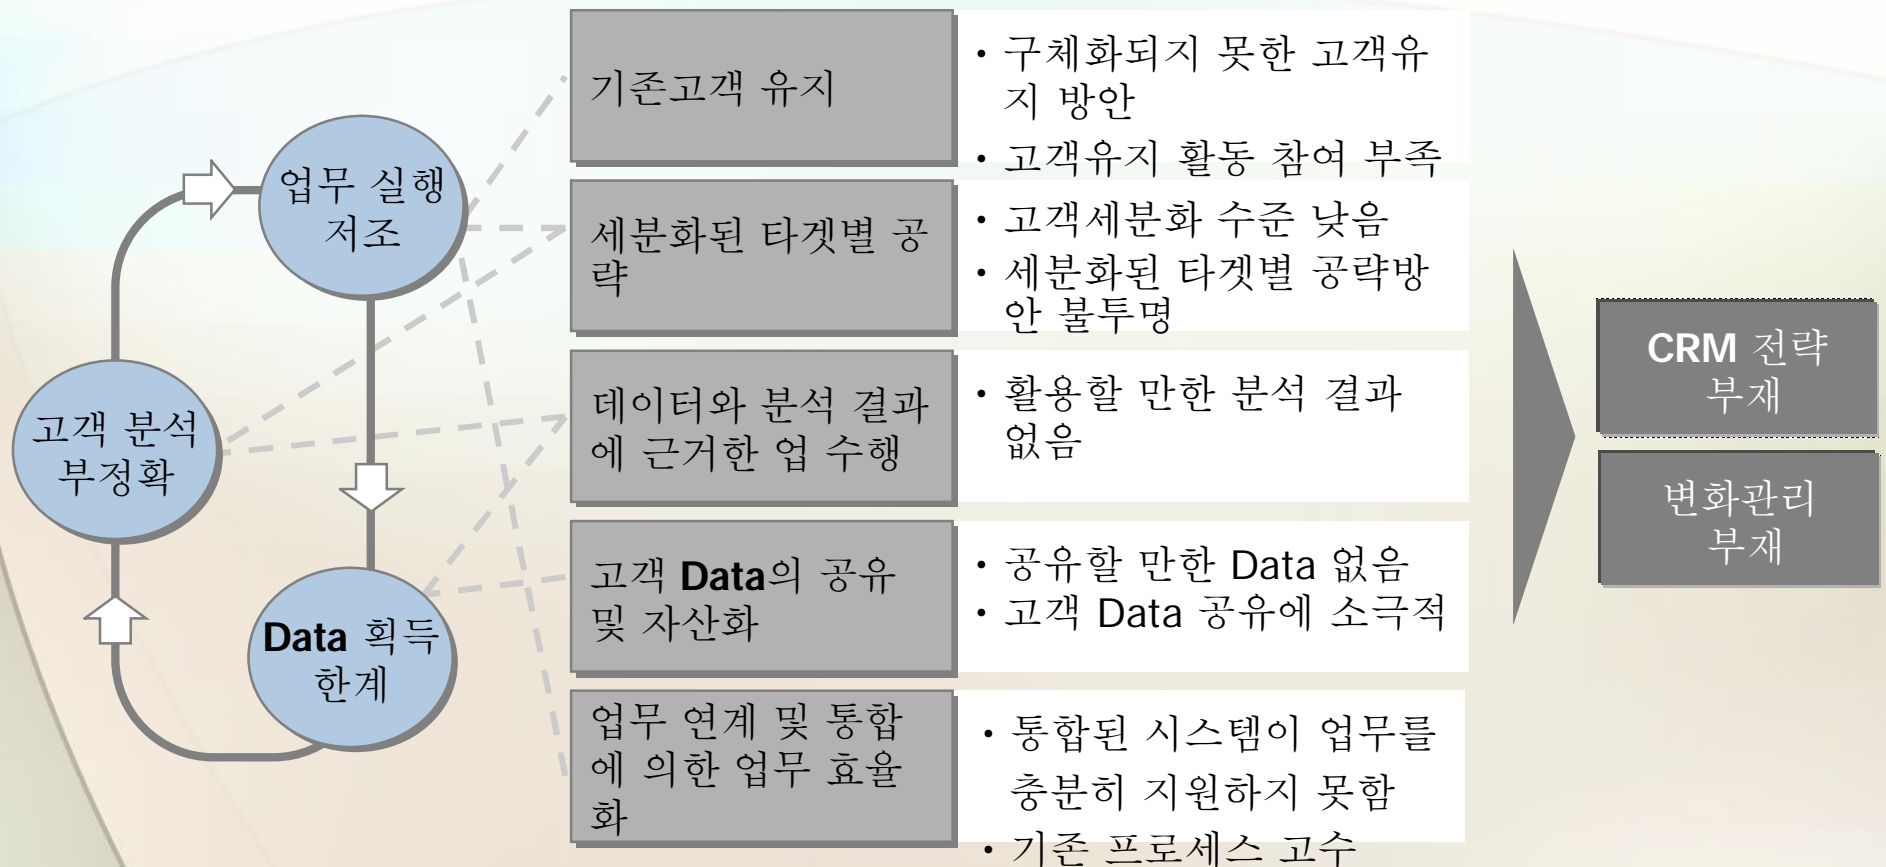 업무 실행
저조
고객 분석
부정확
Data 획득
한계
기존고객 유지
• 구체화되지 못한 고객유
지 방안
• 고객유지 활동 참여 부족
세분화된 타겟별 공
략
• 고객세분화 수준 낮음
• 세분화된 타겟별 공략방
안 불투명
데이터와 분석 결과
에 근거한 업 수행
• 활용할 만한 분석 결과
없음
고객 Data의 공유
및 자산화
• 공유할 만한 Data 없음
• 고객 Data 공유에 소극적
업무 연계 및 통합
에 의한 업무 효율
화
• 통합된 시스템이 업무를
충분히 지원하지 못함
• 기존 프로세스 고수
CRM 전략
부재
변화관리
부재